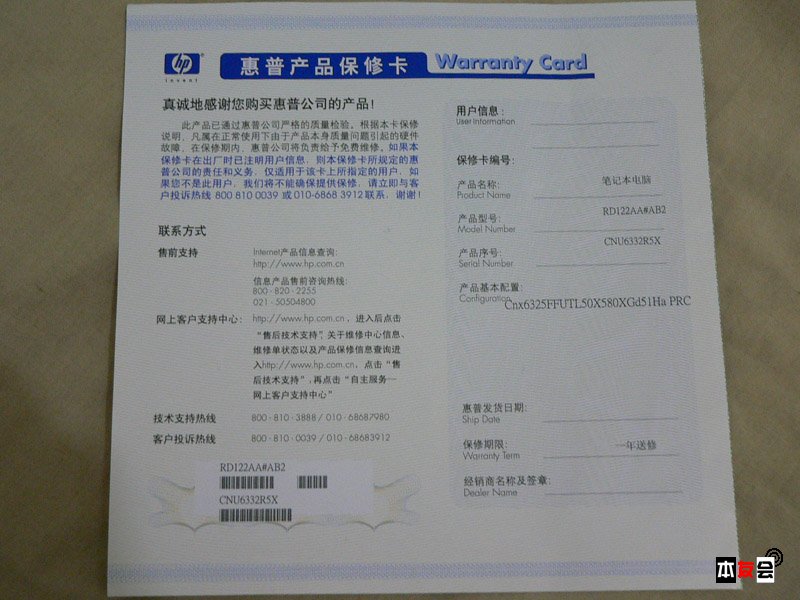 hp
invent
惠普产品保修卡 Warranty Card
真诚地感谢您购买惠普公司的产品!
此产品已通过惠普公司严格的质量检验。根据本卡保修
说明,凡属在正常使用下由于产品本身质量问题引起的硬件
故障,在保修期内,惠普公司将负责给予免费维修。如果本
保修卡在出厂时已注明用户信息,则本保修卡所规定的惠
普公司的责任和义务,仅适用于该卡上所指定的用户,如
果您不是此用户,我们将不能确保提供保修,请立即与客
户投诉热线 800 810 0039 或 010-6868 3912 联系,谢谢!
联系方式
售前支持
Internet产品信息查询:
http://www.hp.com.cn
信息产品售前咨询热线:
800-820-2255
021-50504800
网上客户支持中心: http://www.hp.com.cn,进入后点击
“售后技术支持”,关于维修中心信息、
维修单状态以及产品保修信息查询进
入http://www.hp.com.cn,点击“售
后技术支持”,再点击“自主服务—
网上客户支持中心”
技术支持热线 800-810-3888 / 010-68687980
客户投诉热线 800-810-0039 / 010-68683912
RD122AA#AB2
CNU6332R5X
用户信息:
User Information
保修卡编号:
产品名称: 笔记本电脑
Product Name
产品型号: RD122AA#AB2
Model Number
产品序号: CNU6332R5X
Serial Number
产品基本配置:
Configuration Cnx6325FFUTL50X580XGd51Ha PRC
惠普发货日期:
Ship Date
保修期限: 一年送修
Warranty Term
经销商名称及签章:
Dealer Name
本友会